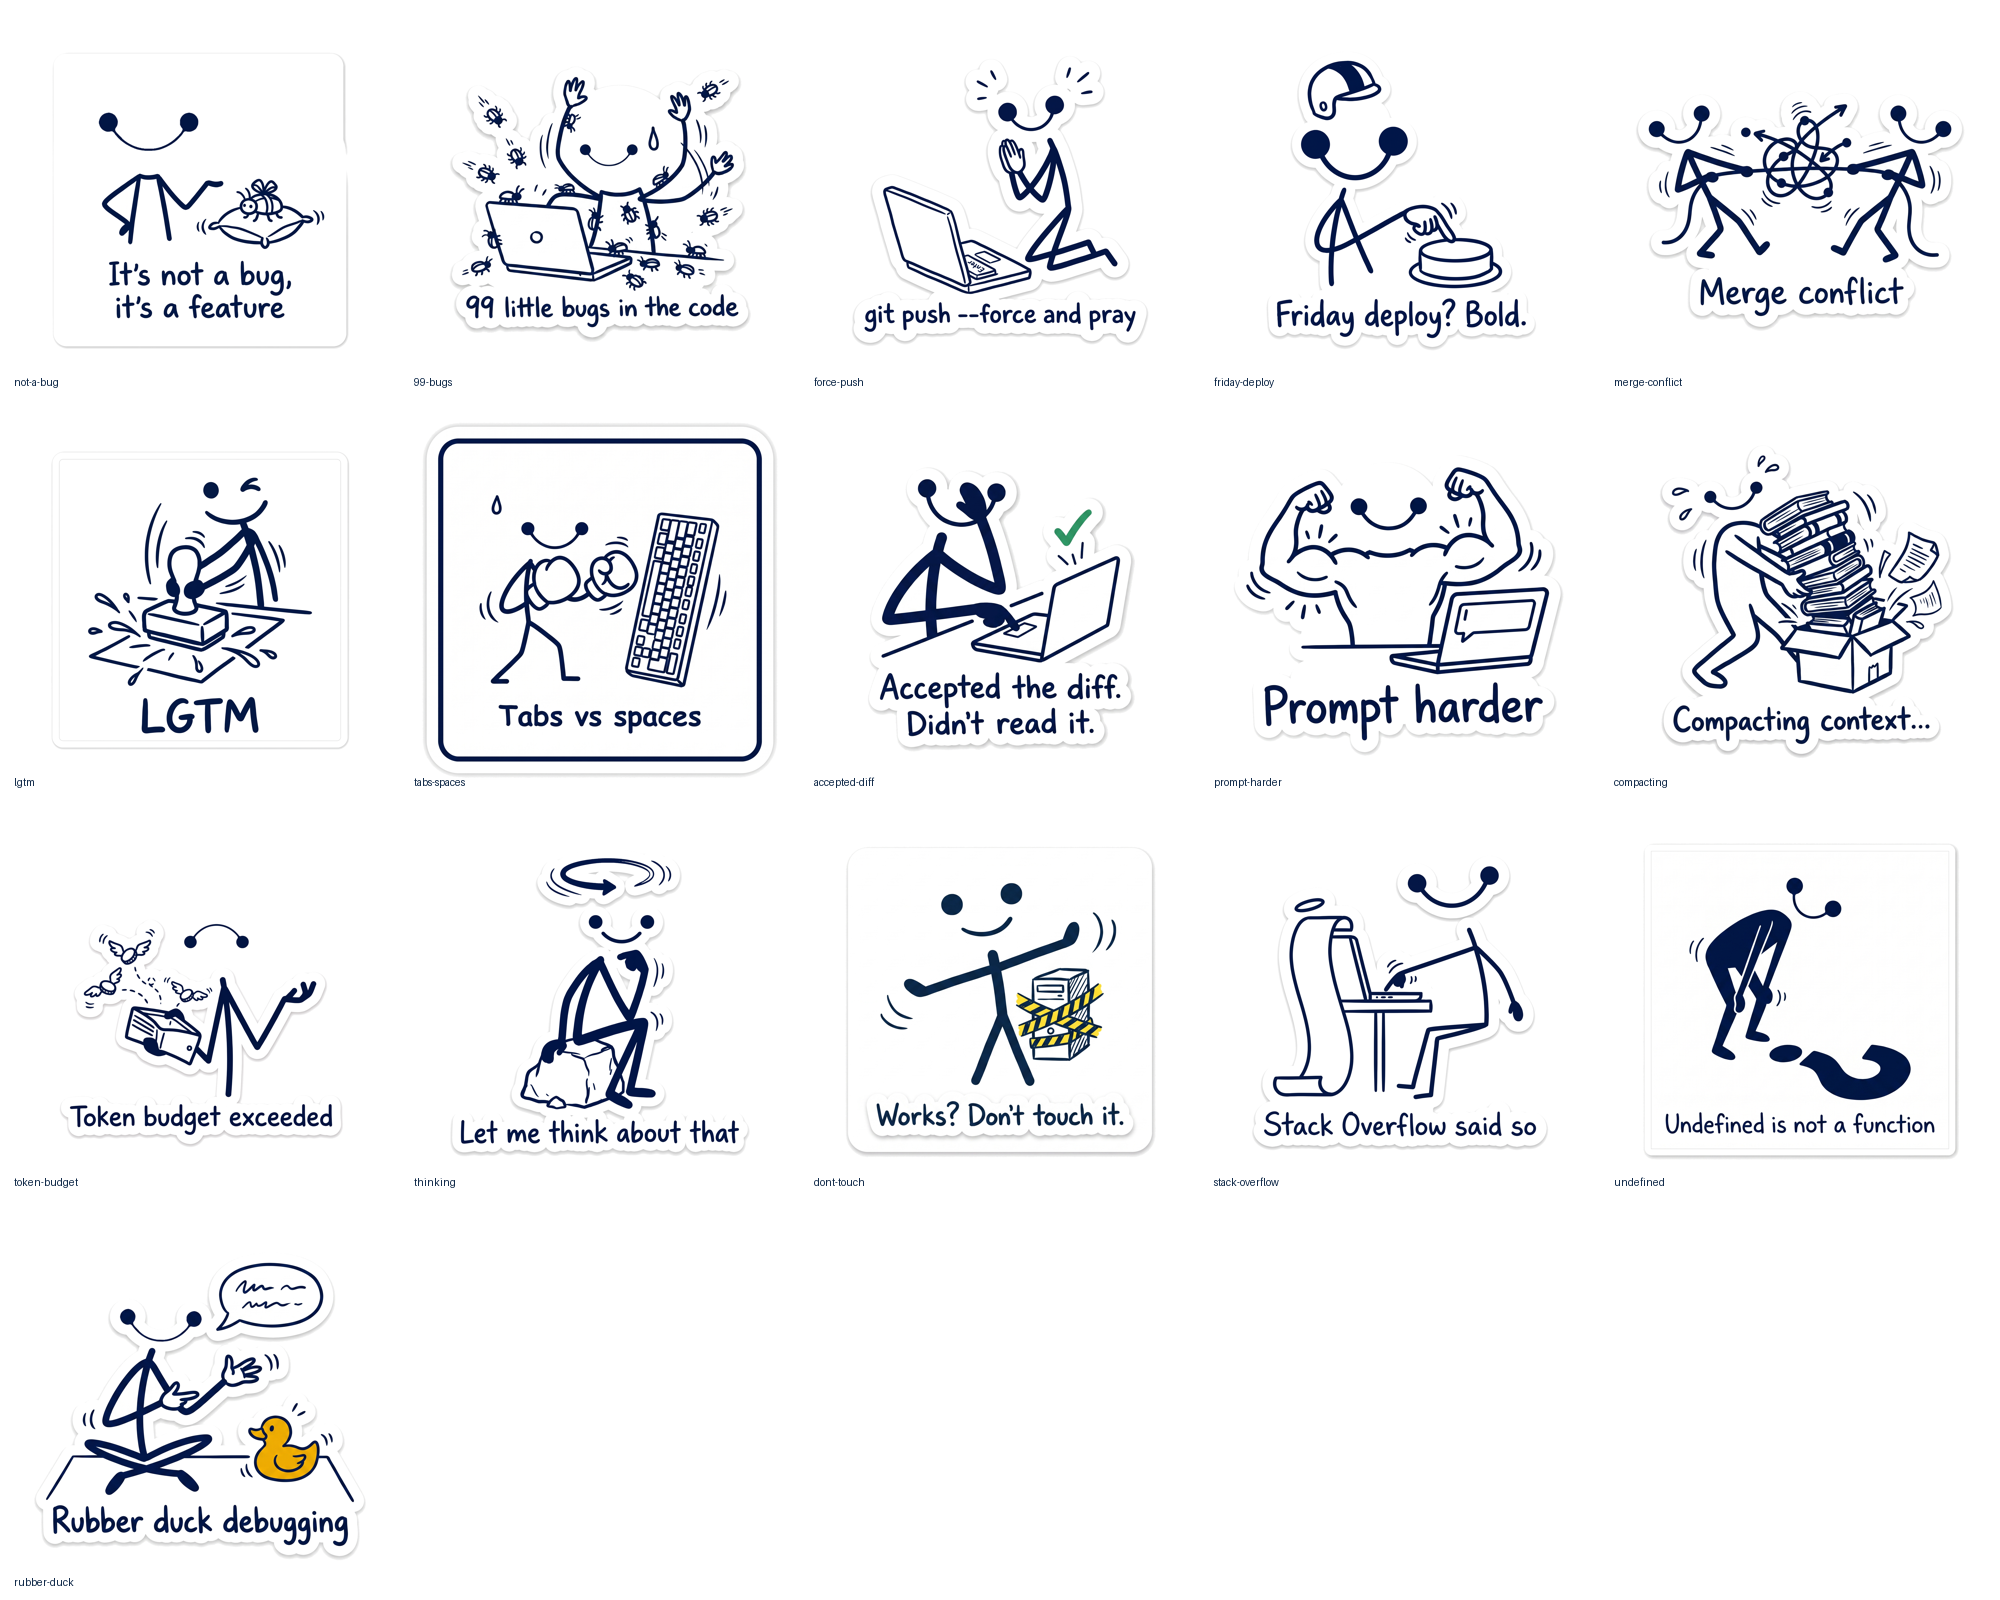 It's not a bug,
it's a feature
not-a-bug
99 little bugs in the code
99-bugs
Enter
git push --force and pray
force-push
Friday deploy? Bold.
friday-deploy
Merge conflict
merge-conflict
LGTM
lgtm
Tabs vs spaces
tabs-spaces
Accepted the diff.
Didn't read it.
accepted-diff
Prompt harder
prompt-harder
Compacting context...
compacting
Token budget exceeded
token-budget
Let me think about that
thinking
Works? Don't touch it.
dont-touch
Stack Overflow said so
stack-overflow
?
Undefined is not a function
undefined
Rubber duck debugging
rubber-duck